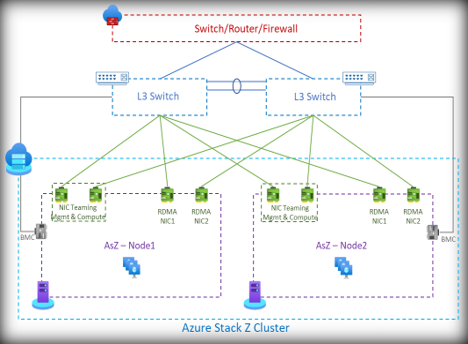 Switch/Router/Firewall
L3 Switch
L3 Switch
NIC Teaming
Mgmt & Compute
RDMA
NIC1
RDMA
NIC2
NIC Teaming
Mgmt & Compute
RDMA
NIC1
RDMA
NIC2
BMC
AsZ – Node1
AsZ – Node2
BMC
Azure Stack Z Cluster